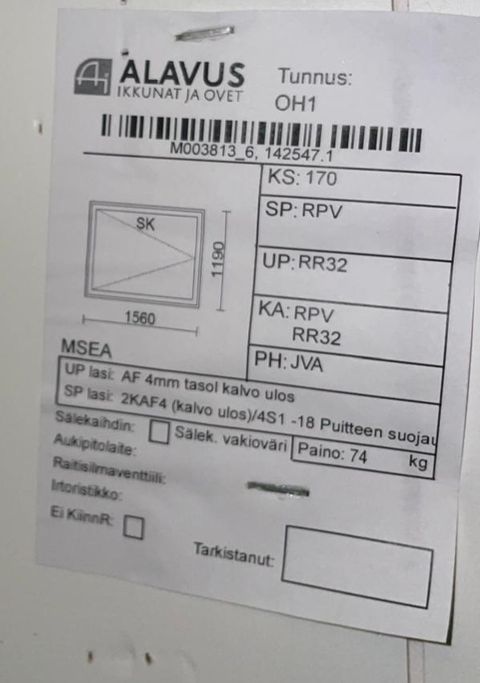 ALAVUS
IKKUNAT JA OVET
Tunnus:
OH1
M003813_6, 142547.1
SK
1190
1560
MSEA
KS: 170
SP: RPV
UP: RR32
KA: RPV
RR32
PH: JVA
UP lasi: AF 4mm tasol kalvo ulos
SP lasi: 2KAF4 (kalvo ulos)/4S1 -18 Puitteen suojau
Sälekaihdin: Sälek. vakioväri Paino: 74 kg
Aukipitolaite:
Raitisilmaventtiili:
Irtoristikko:
Ei KiinnR:
Tarkistanut: